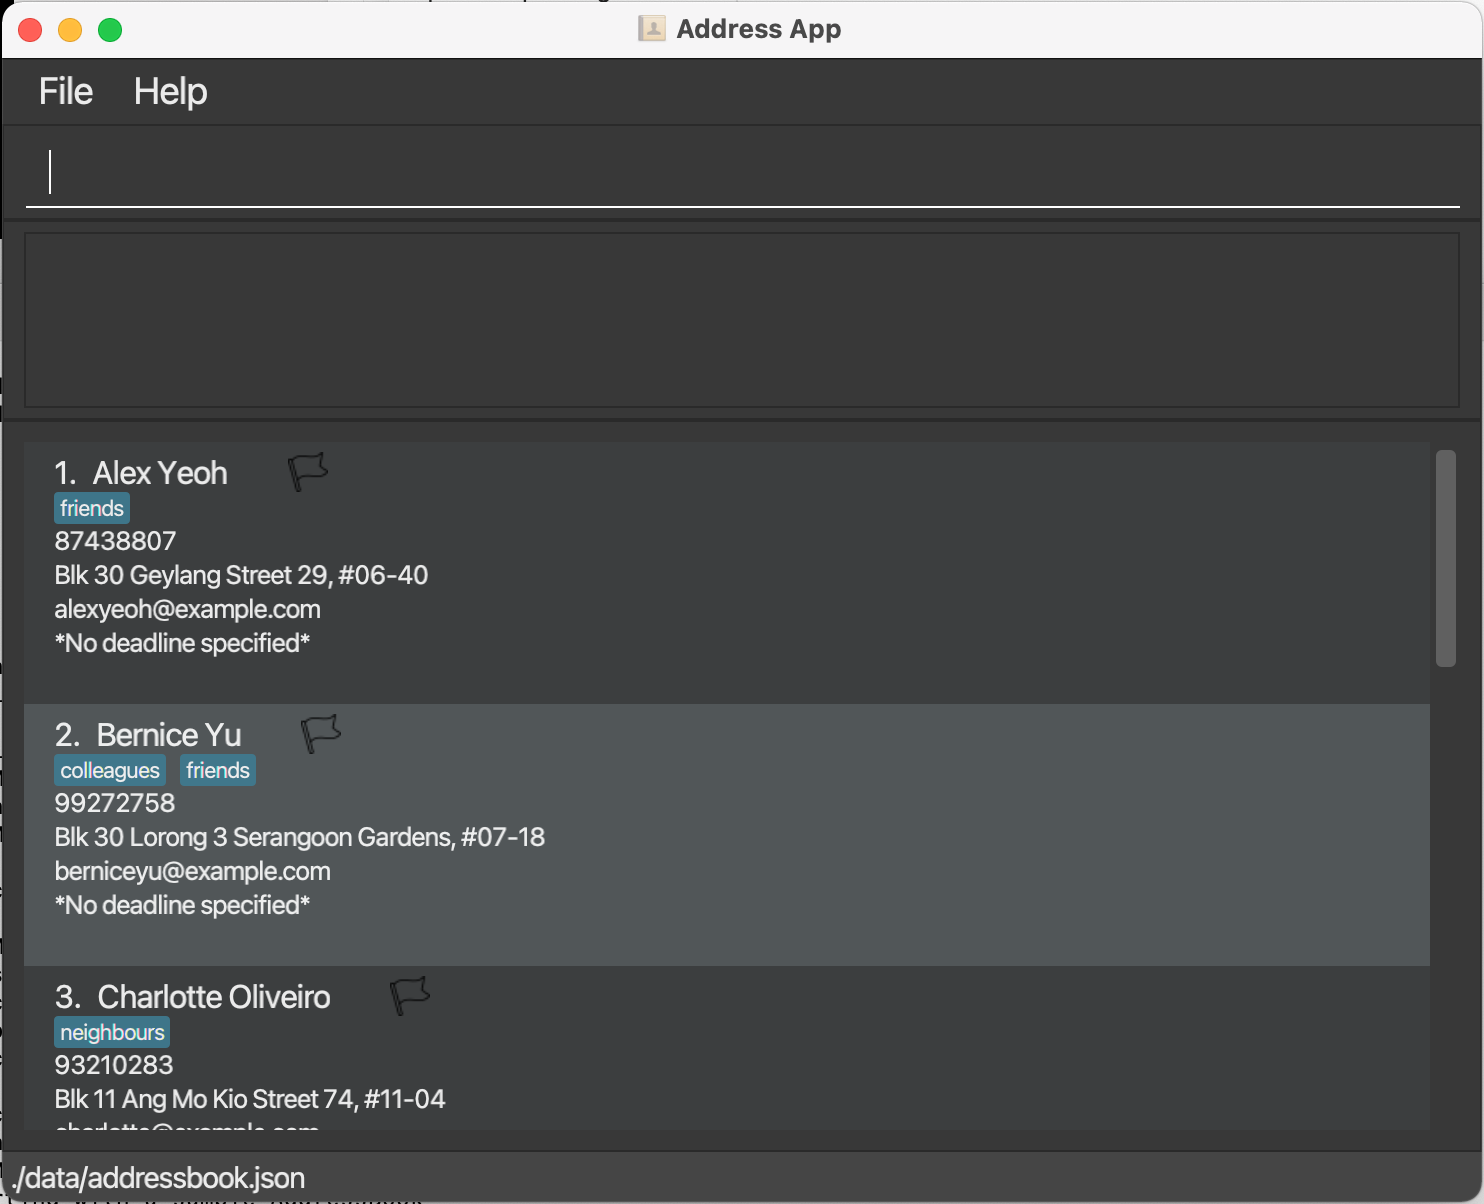 Address App
File Help
1. Alex Yeoh
friends
87438807
Blk 30 Geylang Street 29, #06-40
alexyeoh@example.com
*No deadline specified*
2. Bernice Yu
colleagues friends
99272758
Blk 30 Lorong 3 Serangoon Gardens, #07-18
berniceyu@example.com
*No deadline specified*
3. Charlotte Oliveiro
neighbours
93210283
Blk 11 Ang Mo Kio Street 74, #11-04
charlotte@example.com
./data/addressbook.json